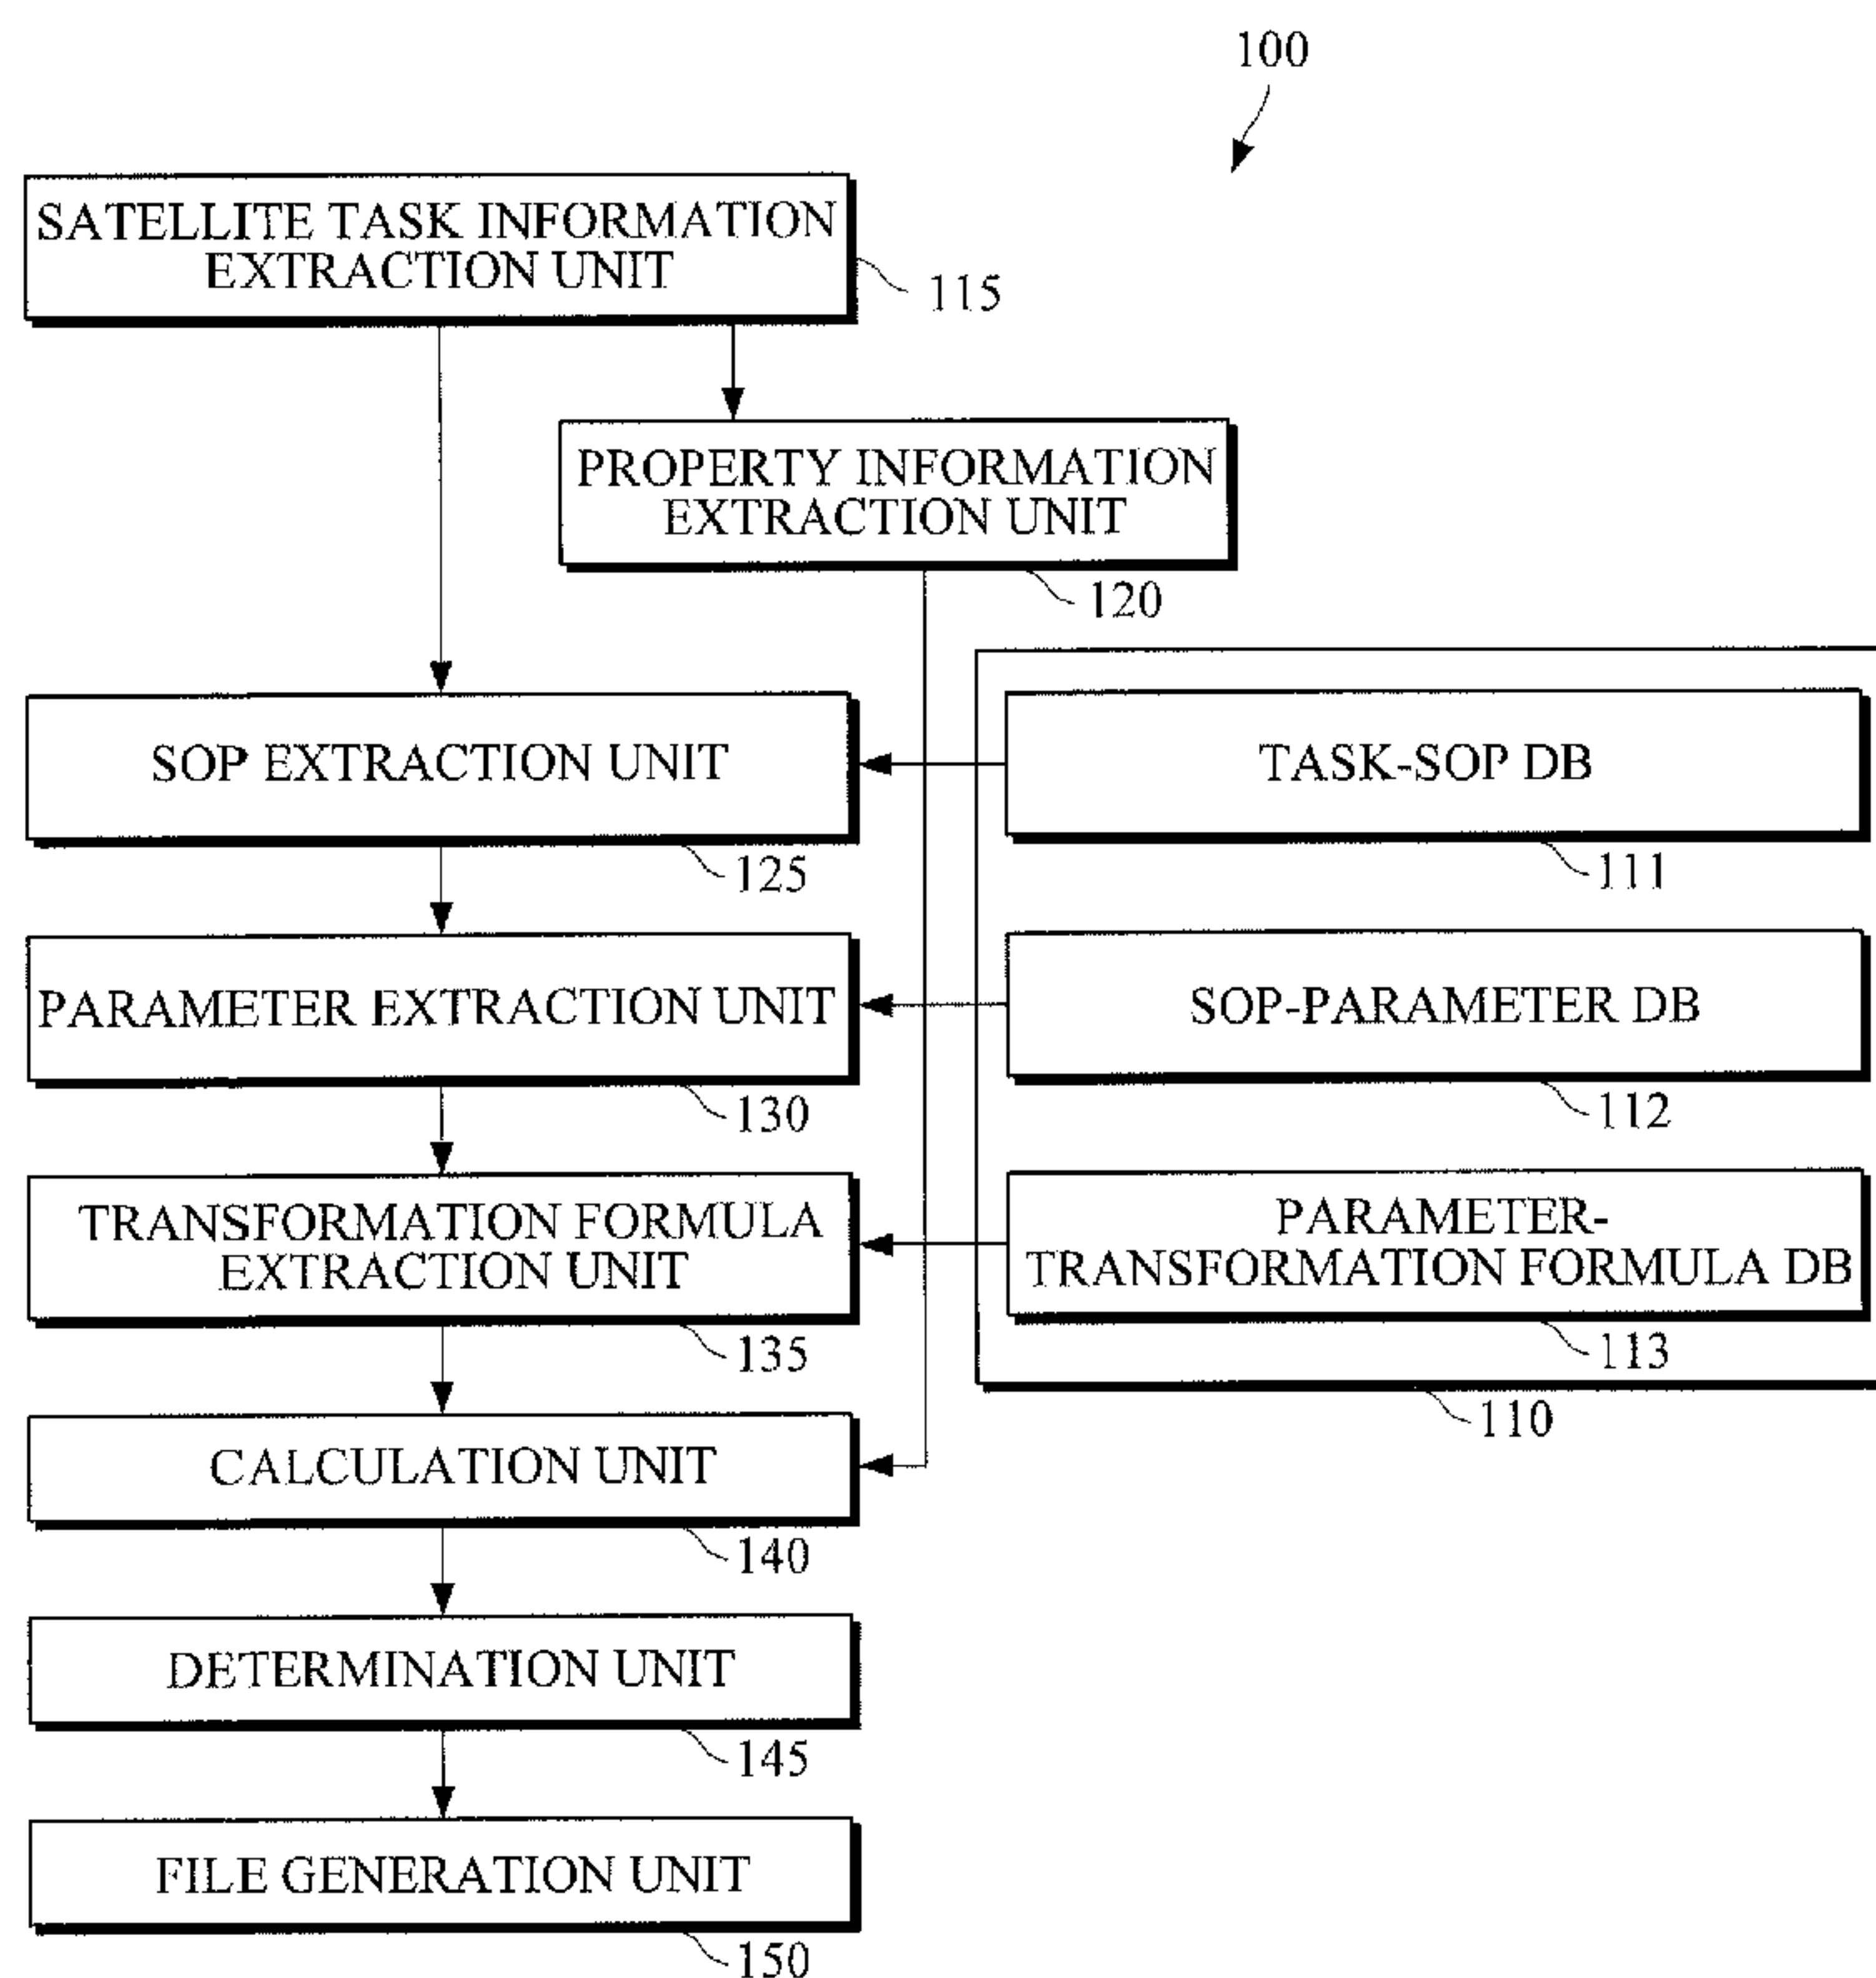 100
SATELLITE TASK INFORMATION
EXTRACTION UNIT
115
PROPERTY INFORMATION
EXTRACTION UNIT
120
SOP EXTRACTION UNIT
TASK-SOP DB
125
111
PARAMETER EXTRACTION UNIT
SOP-PARAMETER DB
130
112
TRANSFORMATION FORMULA
EXTRACTION UNIT
PARAMETER-
TRANSFORMATION FORMULA DB
135
113
110
CALCULATION UNIT
140
DETERMINATION UNIT
145
FILE GENERATION UNIT
150